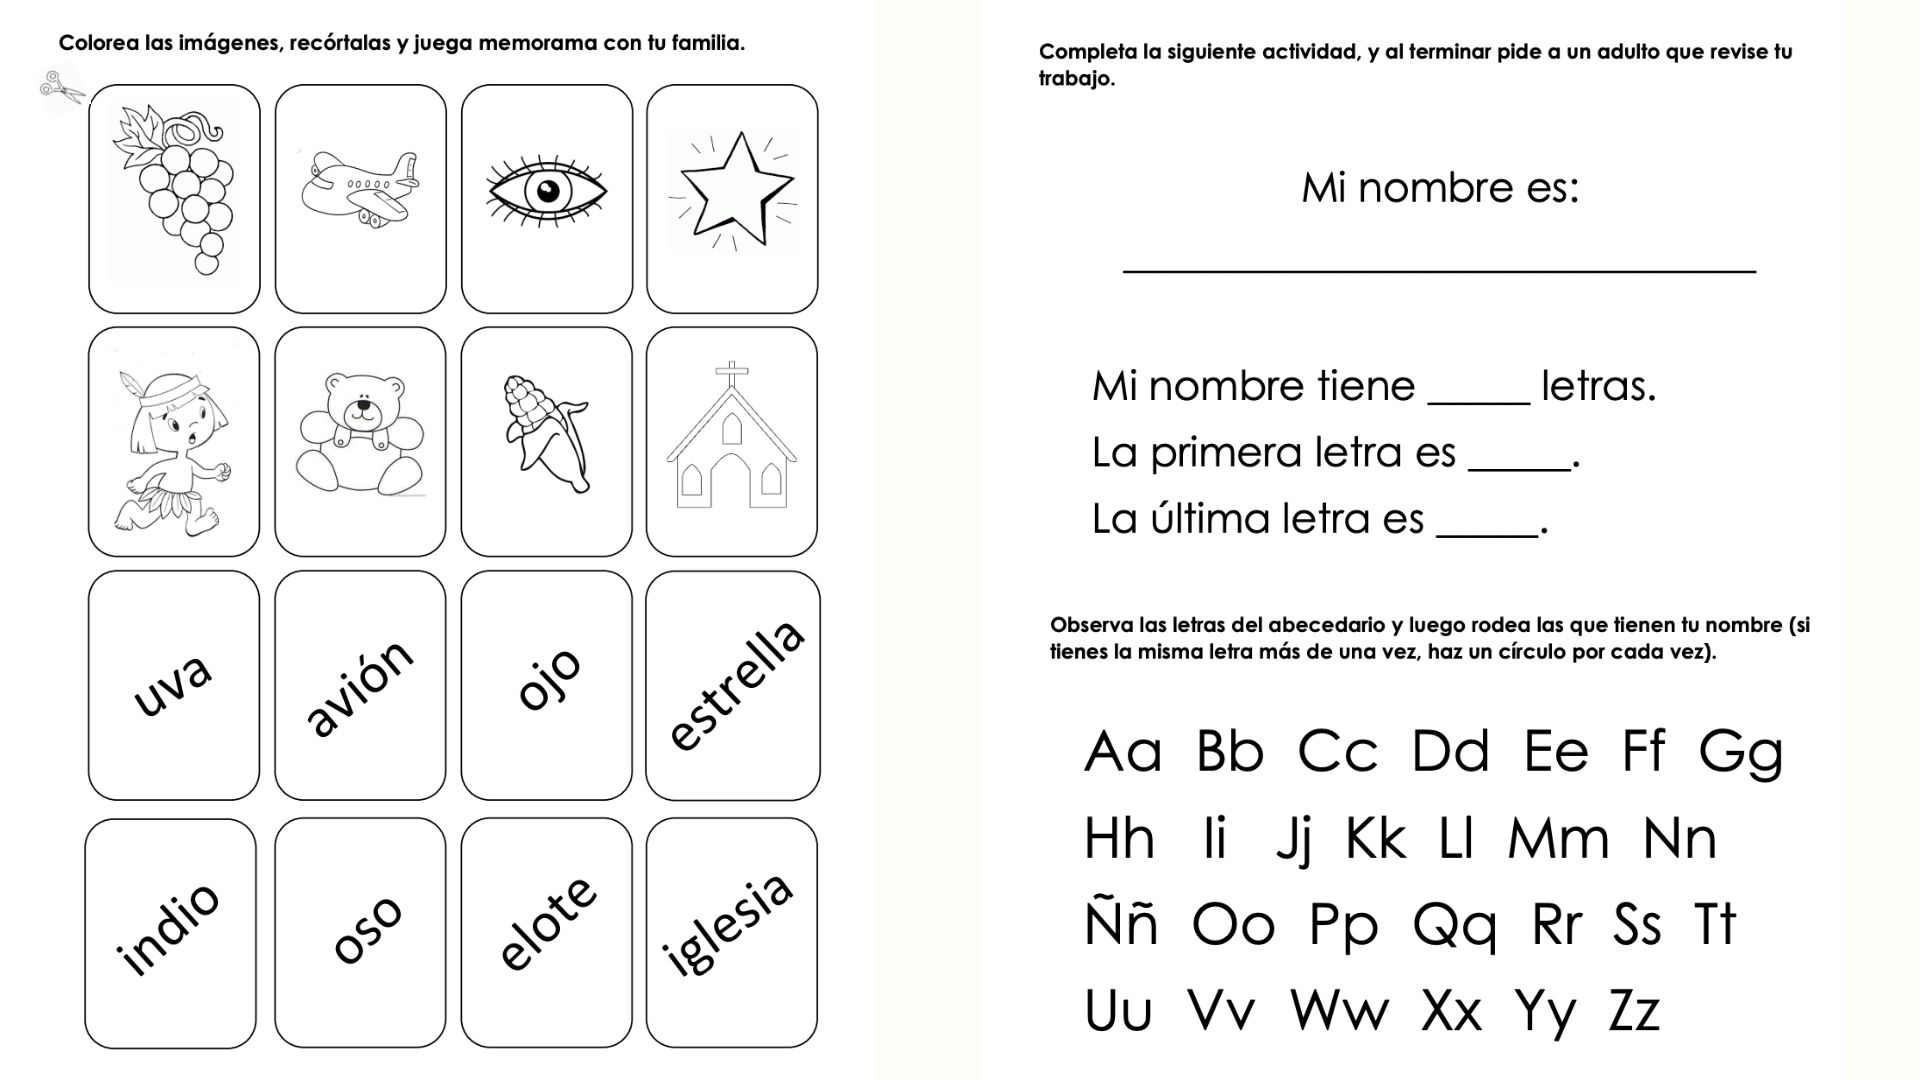 Colorea las imágenes, recórtalas y juega memorama con tu familia.
uva
avión
ojo
estrella
indio
oso
elote
iglesia
Completa la siguiente actividad, y al terminar pide a un adulto que revise tu
trabajo.
Mi nombre es:
_______________________________
Mi nombre tiene _____ letras.
La primera letra es _____.
La última letra es _____.
Observa las letras del abecedario y luego rodea las que tienen tu nombre (si
tienes la misma letra más de una vez, haz un círculo por cada vez).
Aa Bb Cc Dd Ee Ff Gg
Hh Ii Jj Kk Ll Mm Nn
Ññ Oo Pp Qq Rr Ss Tt
Uu Vv Ww Xx Yy Zz